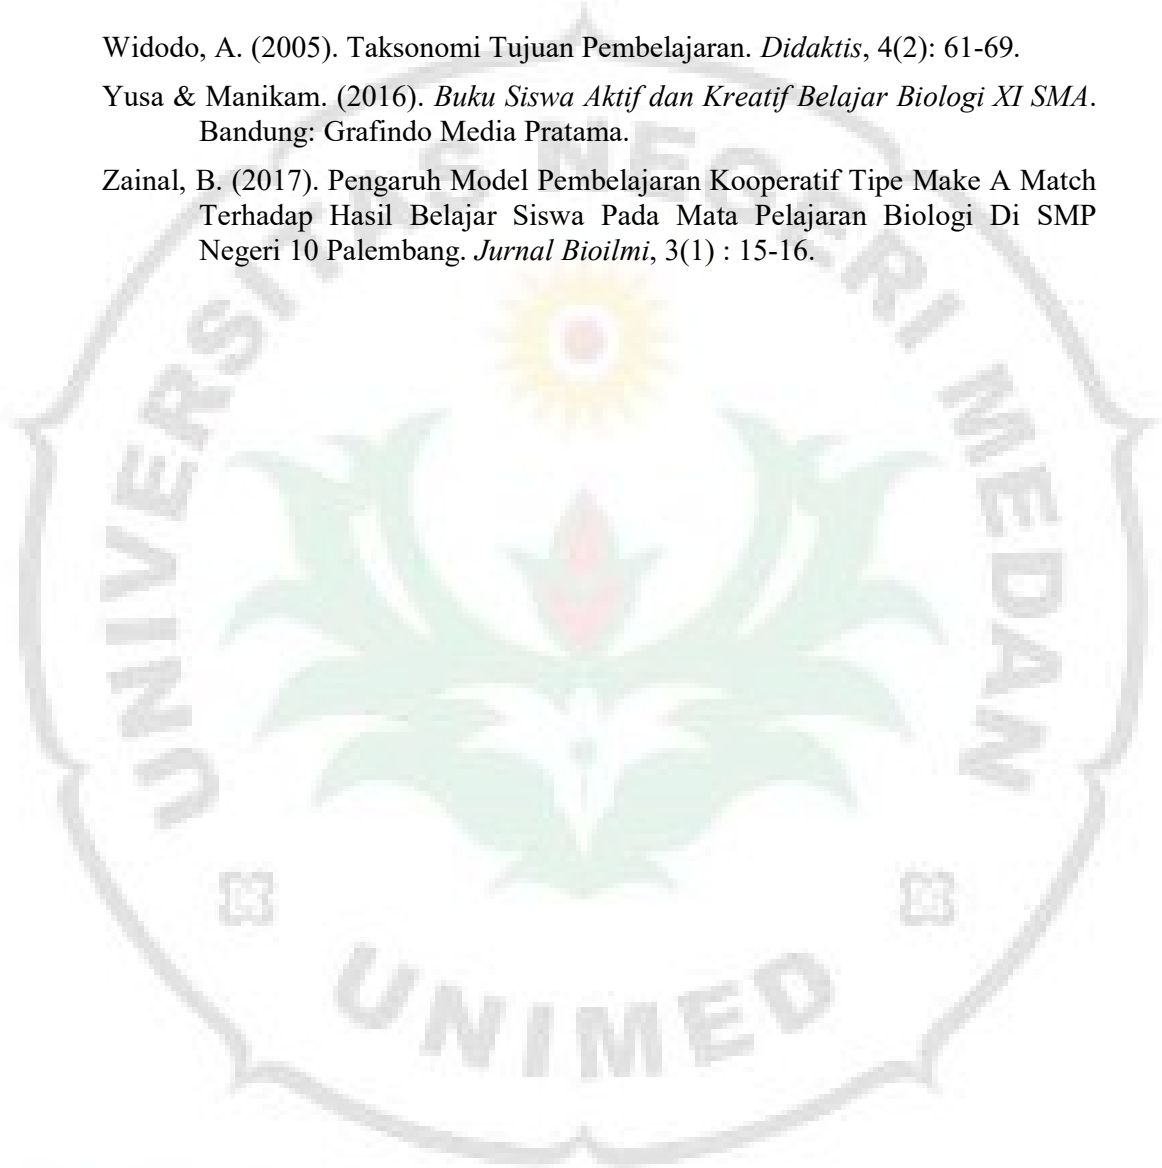 Widodo, A. (2005). Taksonomi Tujuan Pembelajaran. Didaktis, 4(2): 61-69.
Yusa & Manikam. (2016). Buku Siswa Aktif dan Kreatif Belajar Biologi XI SMA.
Bandung: Grafindo Media Pratama.
Zainal, B. (2017). Pengaruh Model Pembelajaran Kooperatif Tipe Make A Match
Terhadap Hasil Belajar Siswa Pada Mata Pelajaran Biologi Di SMP
Negeri 10 Palembang. Jurnal Bioilmi, 3(1) : 15-16.
UNIVERSITAS NEGERI MEDAN
UNIMED